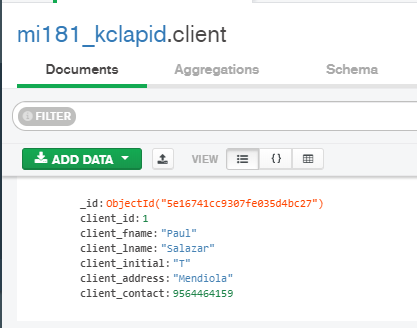 mi181_kclapid.client
Documents Aggregations Schema
FILTER
ADD DATA VIEW { }
_id: ObjectId("5e16741cc9307fe035d4bc27")
client_id: 1
client_fname: "Paul"
client_lname: "Salazar"
client_initial: "T"
client_address: "Mendiola"
client_contact: 9564464159